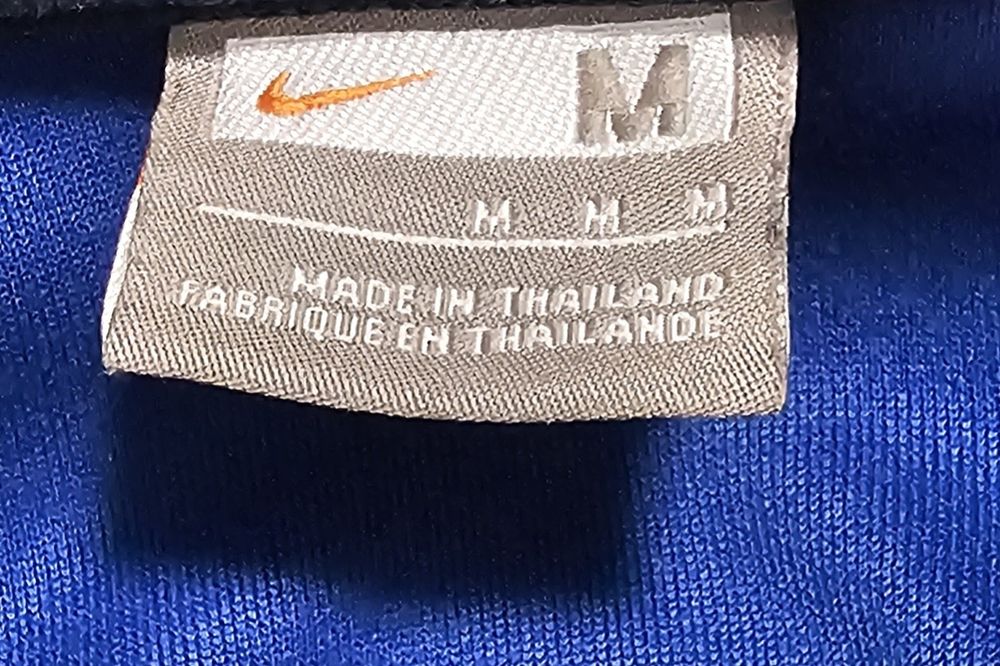 M
M M M
MADE IN THAILAND
FABRIQUE EN THAILANDE